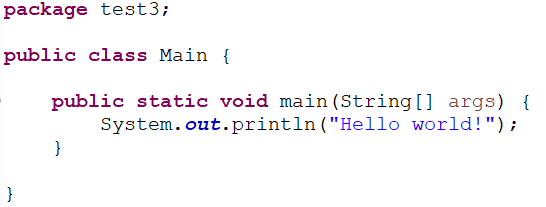 package test3;
public class Main {
public static void main(String[] args) {
System.out.println("Hello world!");
}
}